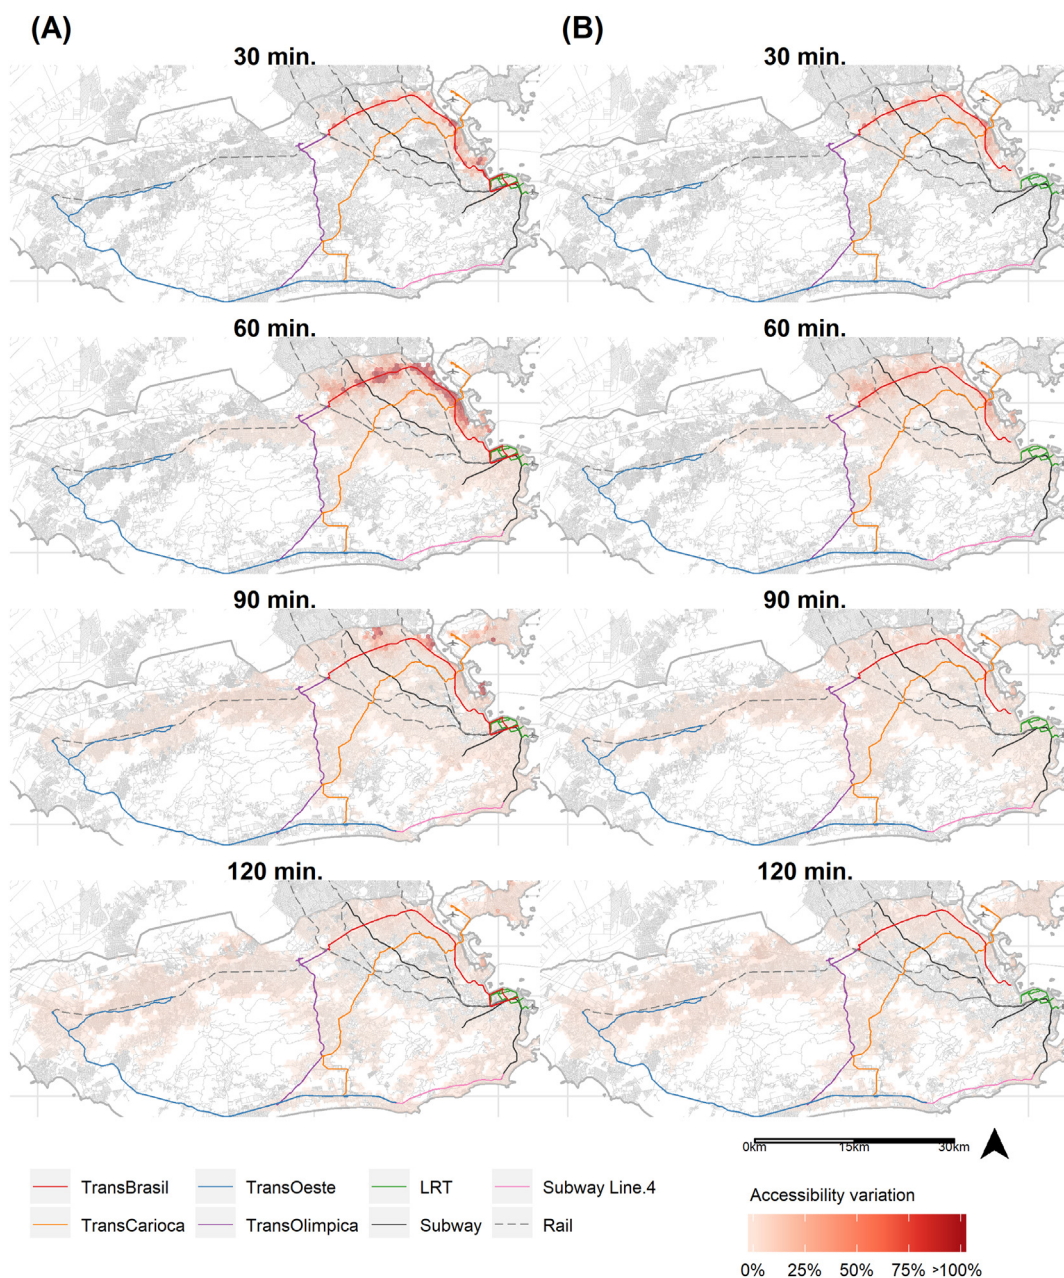 (A) (B)
30 min. 30 min.
60 min. 60 min.
90 min. 90 min.
120 min. 120 min.
0km 15km 30km
TransBrasil TransOeste LRT Subway Line.4
TransCarioca TransOlimpica Subway Rail
Accessibility variation
0% 25% 50% 75% >100%